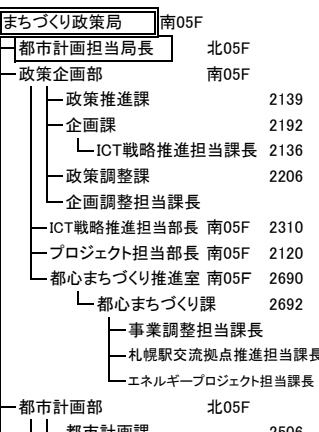 まちづくり政策局 南05F
都市計画担当局長 北05F
政策企画部 南05F
政策推進課 2139
企画課 2192
ICT戦略推進担当課長 2136
政策調整課 2206
企画調整担当課長
ICT戦略推進担当部長 南05F 2310
プロジェクト担当部長 南05F 2120
都心まちづくり推進室 南05F 2690
都心まちづくり課 2692
事業調整担当課長
札幌駅交流拠点推進担当課長
エネルギープロジェクト担当課長
都市計画部 北05F
都市計画課 2506